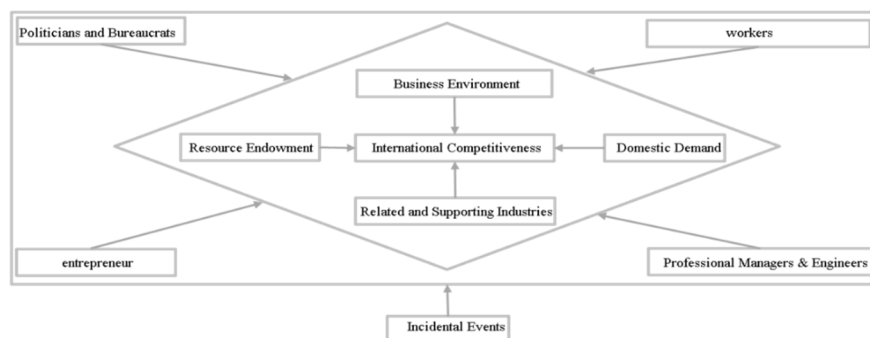 Politicians and Bureaucrats
workers
Business Environment
Resource Endowment
International Competitiveness
Domestic Demand
Related and Supporting Industries
entrepreneur
Professional Managers & Engineers
Incidental Events